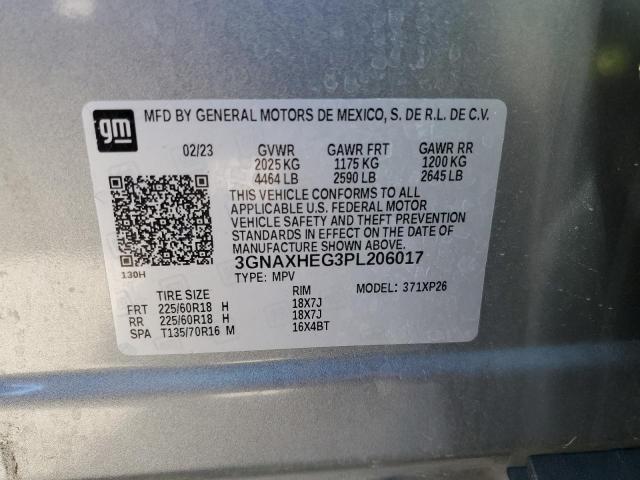 gm
MFD BY GENERAL MOTORS DE MEXICO, S. DE R.L. DE C.V.
02/23 GVWR GAWR FRT GAWR RR
2025 KG 1175 KG 1200 KG
4464 LB 2590 LB 2645 LB
THIS VEHICLE CONFORMS TO ALL
APPLICABLE U.S. FEDERAL MOTOR
VEHICLE SAFETY AND THEFT PREVENTION
STANDARDS IN EFFECT ON THE DATE OF
MANUFACTURE SHOWN ABOVE.
130H
3GNAXHEG3PL206017
TYPE: MPV
MODEL: 371XP26
TIRE SIZE RIM
FRT 225/60R18 H 18X7J
RR 225/60R18 H 18X7J
SPA T135/70R16 M 16X4BT